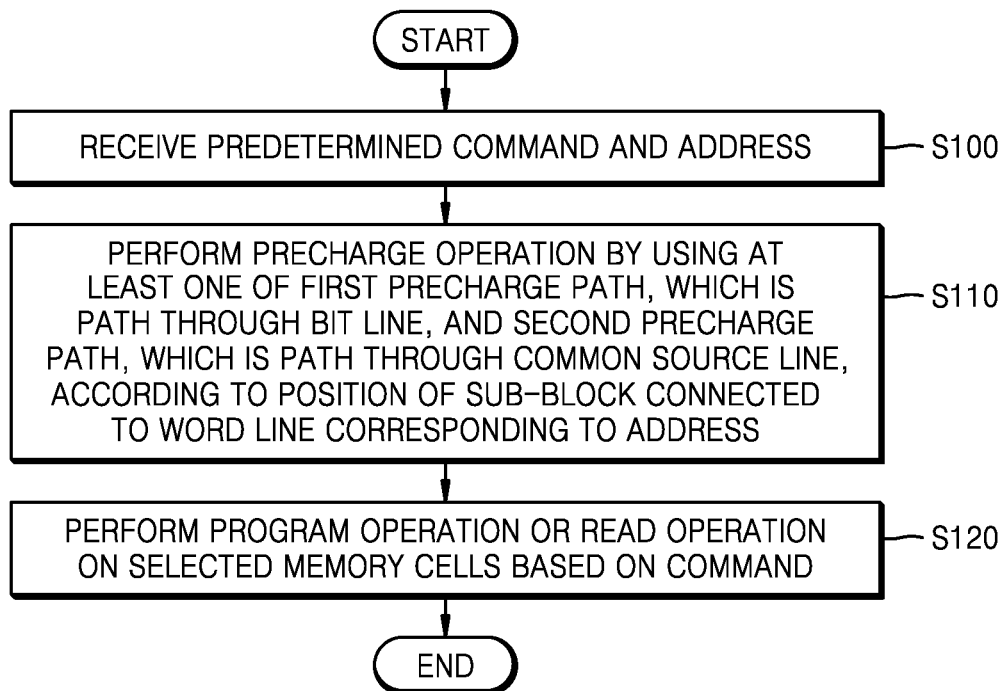 START
RECEIVE PREDETERMINED COMMAND AND ADDRESS
S100
PERFORM PRECHARGE OPERATION BY USING AT
LEAST ONE OF FIRST PRECHARGE PATH, WHICH IS
PATH THROUGH BIT LINE, AND SECOND PRECHARGE
PATH, WHICH IS PATH THROUGH COMMON SOURCE LINE,
ACCORDING TO POSITION OF SUB-BLOCK CONNECTED
TO WORD LINE CORRESPONDING TO ADDRESS
S110
PERFORM PROGRAM OPERATION OR READ OPERATION
ON SELECTED MEMORY CELLS BASED ON COMMAND
S120
END